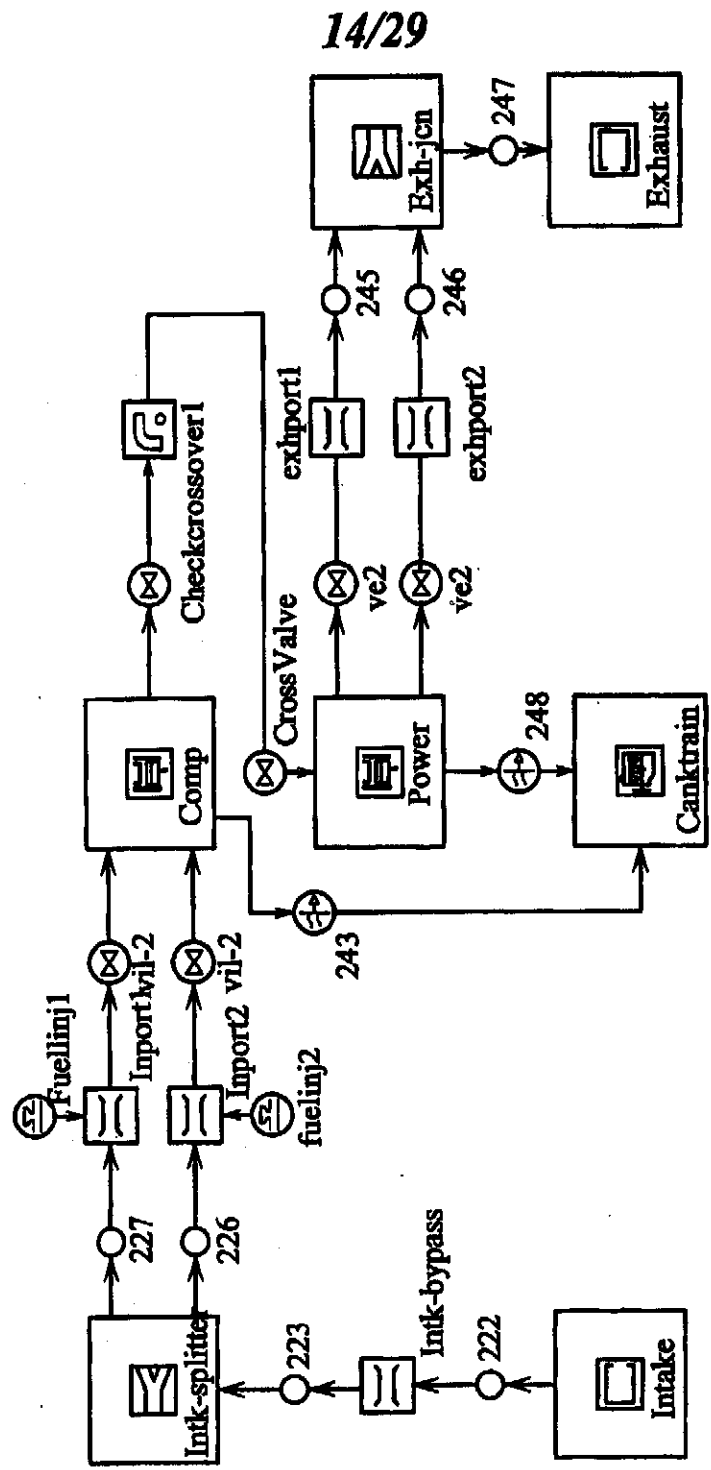 14/29
Intake
222
Intk-bypass
223
Intk-splitter
227
226
Fuellinj1
Inport1
vil-2
Inport2
vil-2
fuelinj2
Comp
243
Checkcrossover1
CrossValve
Power
248
Canktrain
ve2
ve2
exhport1
exhport2
245
246
Exh-jcn
247
Exhaust